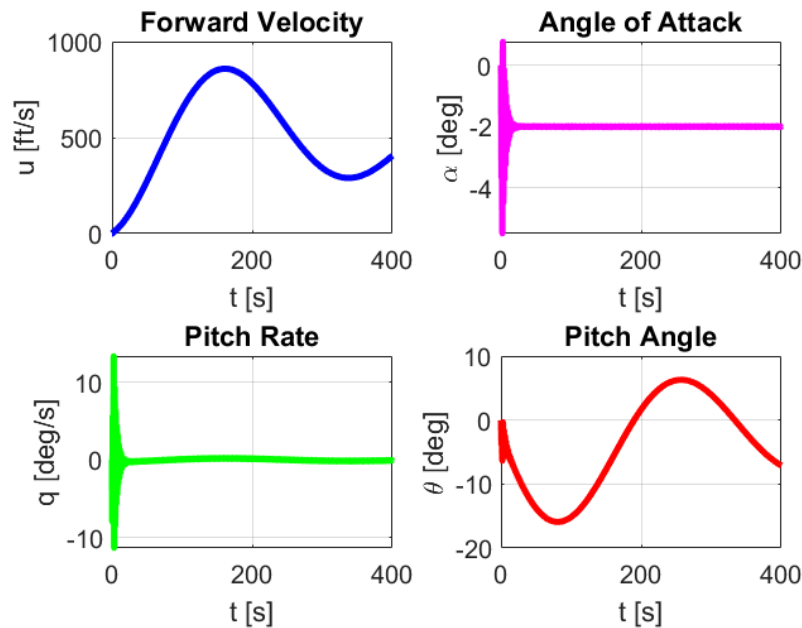 Forward Velocity
1000
500
0
u [ft/s]
0
200
400
t [s]
Angle of Attack
0
-2
-4
α [deg]
0
200
400
t [s]
Pitch Rate
10
0
-10
q [deg/s]
0
200
400
t [s]
Pitch Angle
10
0
-10
-20
θ [deg]
0
200
400
t [s]